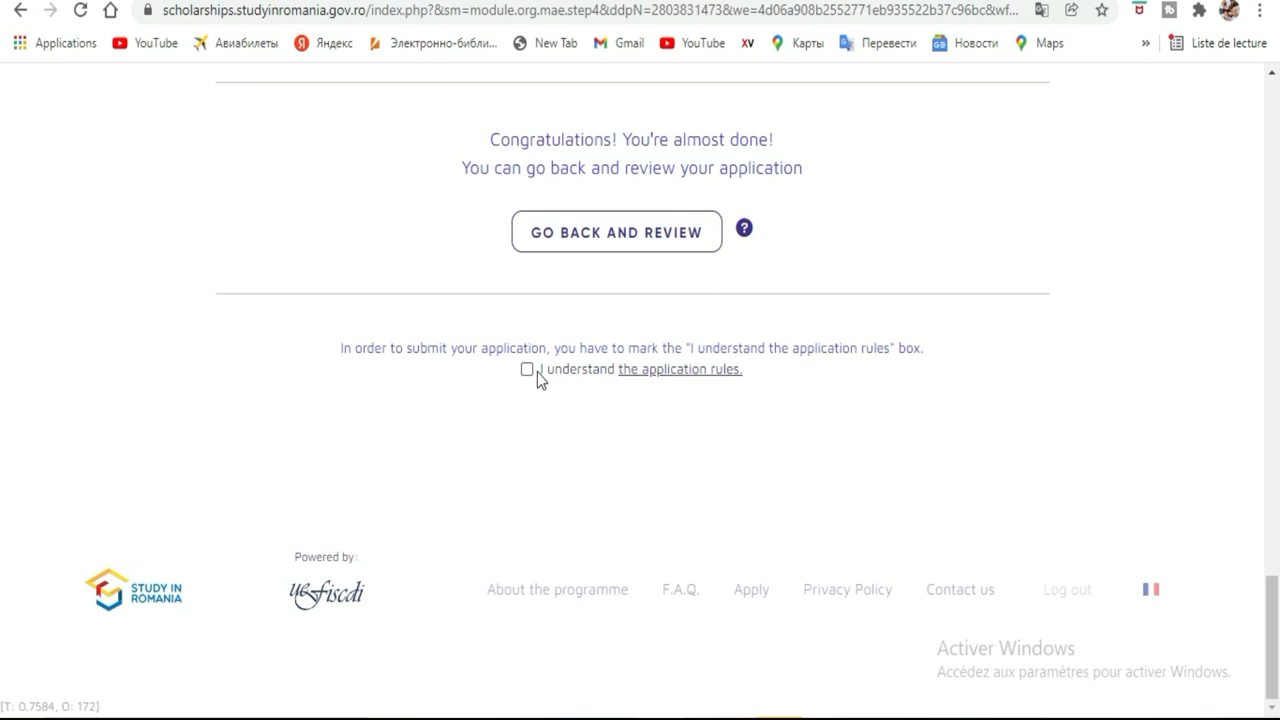 scholarships.studyinromania.gov.ro/index.php?&sm=module.org.mae.step4&ddpN=2803831473&we=4d06a908b2552771eb935522b37c96bc&wf...
Applications YouTube Авиабилеты Яндекс Электронно-библи... New Tab Gmail YouTube XV Карты Перевести Новости Maps » Liste de lecture
Congratulations! You're almost done!
You can go back and review your application
GO BACK AND REVIEW ?
In order to submit your application, you have to mark the "I understand the application rules" box.
I understand the application rules.
Powered by:
STUDY IN
ROMANIA
uefiscdi
About the programme F.A.Q. Apply Privacy Policy Contact us Log out
Activer Windows
Accédez aux paramètres pour activer Windows.
[T: 0.7584, O: 172]